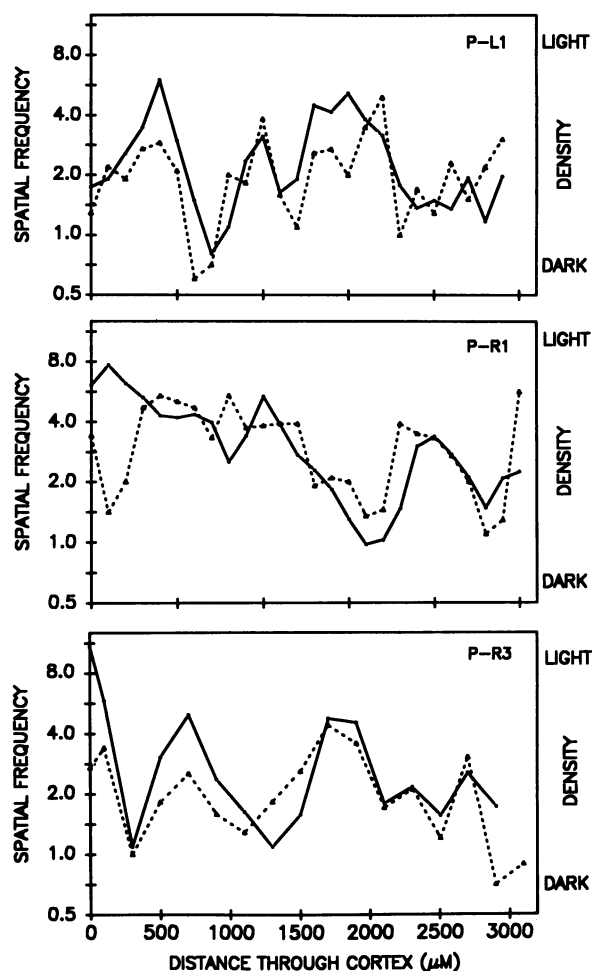 P-L1
LIGHT
8.0
4.0
2.0
1.0
0.5
SPATIAL FREQUENCY
DENSITY
DARK
P-R1
LIGHT
8.0
4.0
2.0
1.0
0.5
SPATIAL FREQUENCY
DENSITY
DARK
P-R3
LIGHT
8.0
4.0
2.0
1.0
0.5
SPATIAL FREQUENCY
DENSITY
DARK
0 500 1000 1500 2000 2500 3000
DISTANCE THROUGH CORTEX (μM)